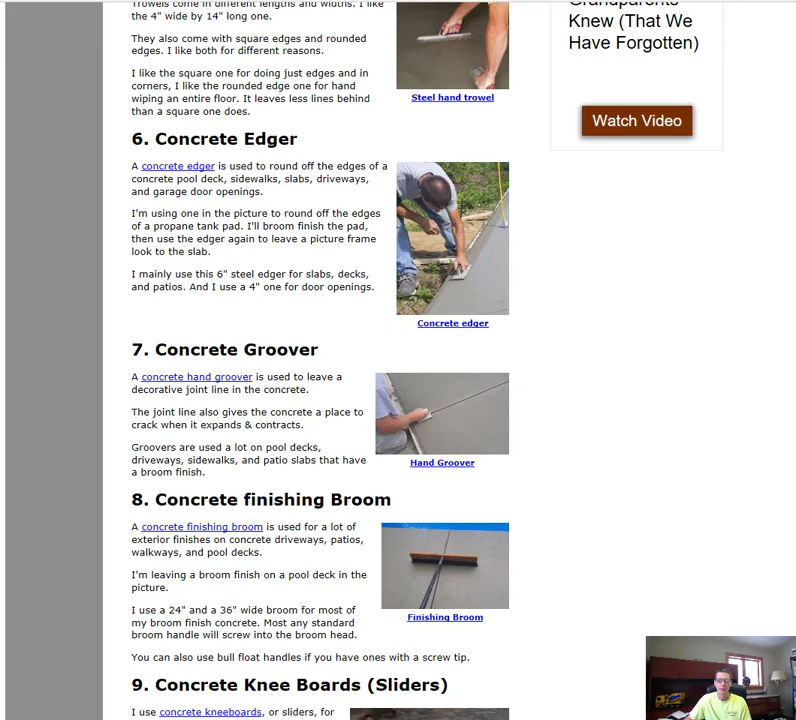 Trowels come in different lengths and widths. I like
the 4" wide by 14" long one.
They also come with square edges and rounded
edges. I like both for different reasons.
I like the square one for doing just edges and in
corners, I like the rounded edge one for hand
wiping an entire floor. It leaves less lines behind
than a square one does.
Steel hand trowel
6. Concrete Edger
A concrete edger is used to round off the edges of a
concrete pool deck, sidewalks, slabs, driveways,
and garage door openings.
I'm using one in the picture to round off the edges
of a propane tank pad. I'll broom finish the pad,
then use the edger again to leave a picture frame
look to the slab.
I mainly use this 6" steel edger for slabs, decks,
and patios. And I use a 4" one for door openings.
Concrete edger
7. Concrete Groover
A concrete hand groover is used to leave a
decorative joint line in the concrete.
The joint line also gives the concrete a place to
crack when it expands & contracts.
Groovers are used a lot on pool decks,
driveways, sidewalks, and patio slabs that have
a broom finish.
Hand Groover
8. Concrete finishing Broom
A concrete finishing broom is used for a lot of
exterior finishes on concrete driveways, patios,
walkways, and pool decks.
I'm leaving a broom finish on a pool deck in the
picture.
I use a 24" and a 36" wide broom for most of
my broom finish concrete. Most any standard
broom handle will screw into the broom head.
Finishing Broom
You can also use bull float handles if you have ones with a screw tip.
9. Concrete Knee Boards (Sliders)
I use concrete kneeboards, or sliders, for
Grandparents
Knew (That We
Have Forgotten)
Watch Video